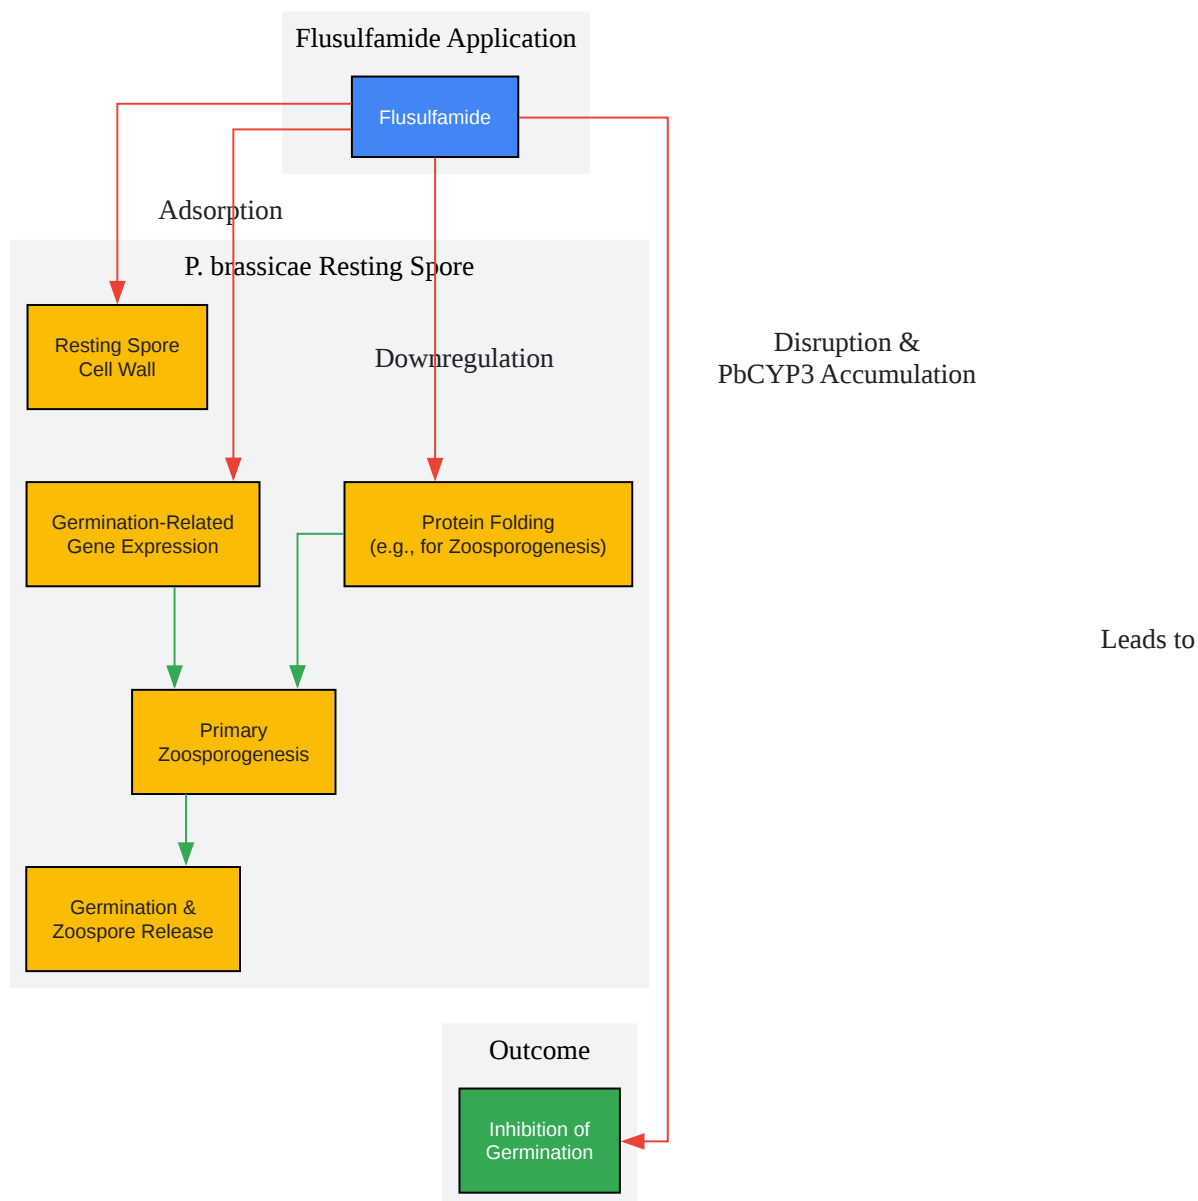 Flusulfamide Application
Flusulfamide
Adsorption
P. brassicae Resting Spore
Resting Spore
Cell Wall
Downregulation
Disruption &
PbCYP3 Accumulation
Germination-Related
Gene Expression
Protein Folding
(e.g., for Zoosporogenesis)
Leads to
Primary
Zoosporogenesis
Germination &
Zoospore Release
Outcome
Inhibition of
Germination